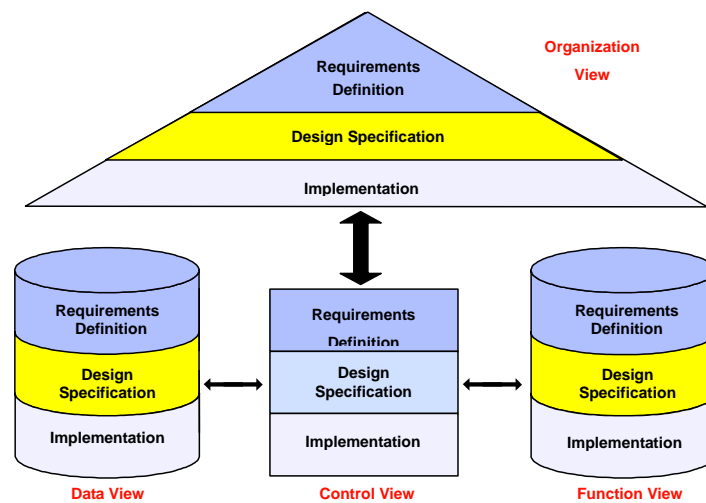 Organization
View
Requirements
Definition
Design Specification
Implementation
Requirements
Definition
Design
Specification
Implementation
Data View
Requirements
Definition
Design
Specification
Implementation
Control View
Requirements
Definition
Design
Specification
Implementation
Function View